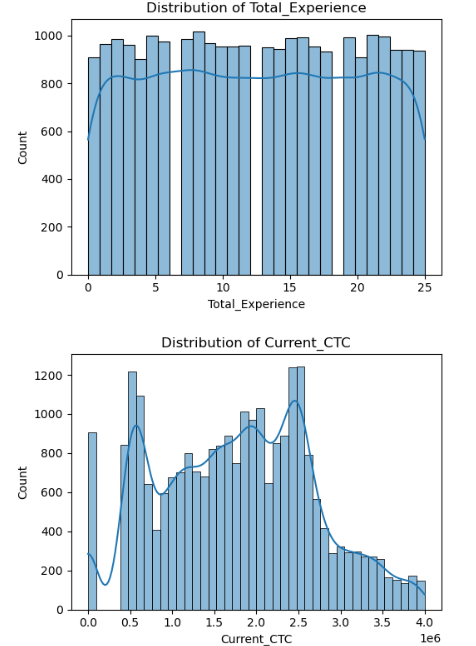 Distribution of Total_Experience
1000
800
600
400
200
0
Count
0 5 10 15 20 25
Total_Experience
Distribution of Current_CTC
1200
1000
800
600
400
200
0
Count
0.0 0.5 1.0 1.5 2.0 2.5 3.0 3.5 4.0
1e6
Current_CTC